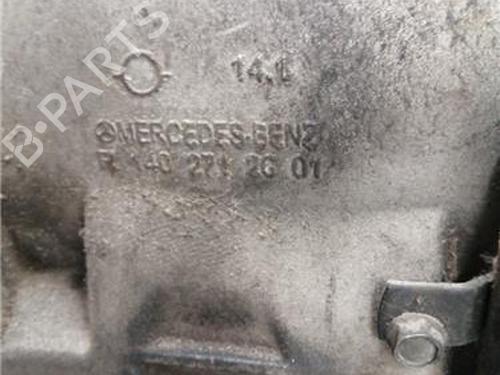 B-PARTS
14.1
MERCEDES-BENZ
R 140 271 26 01